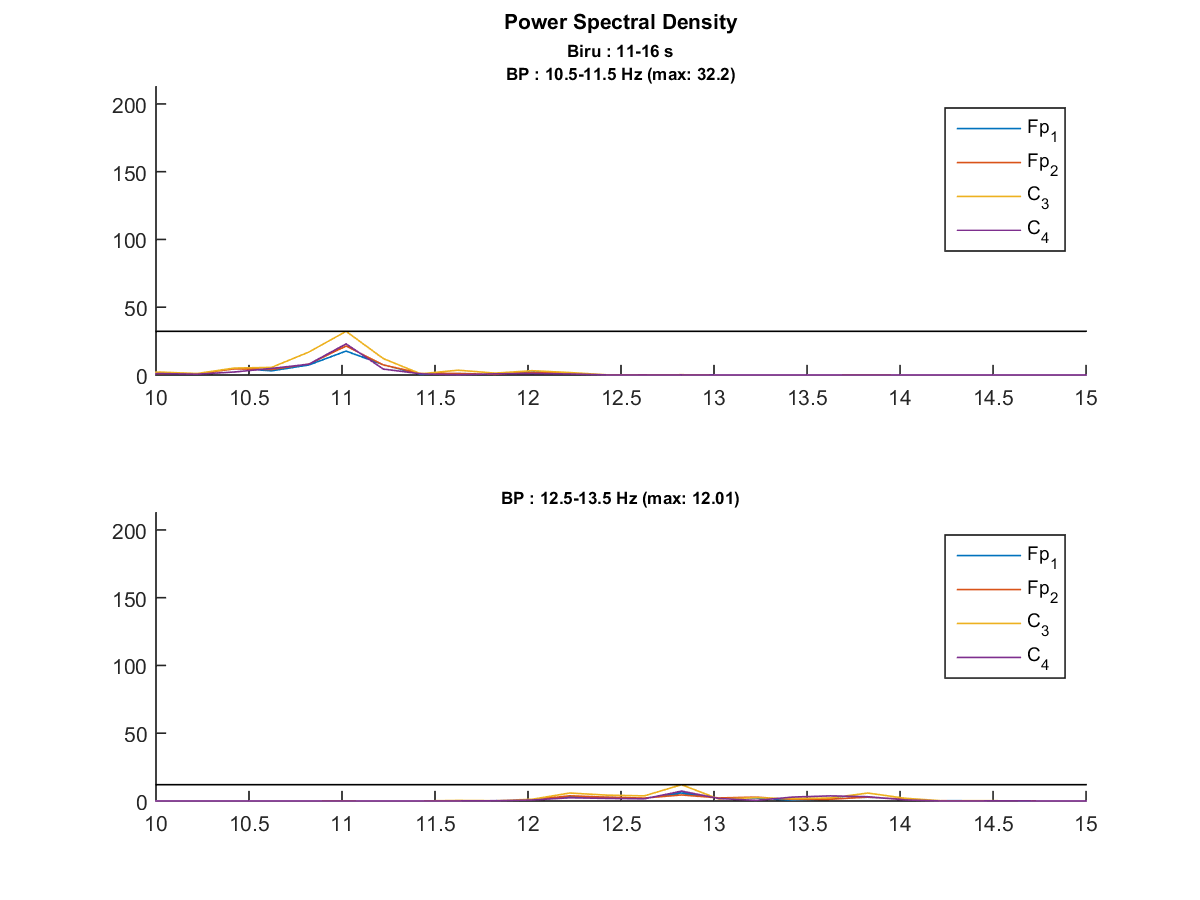 Power Spectral Density
Biru : 11-16 s
BP : 10.5-11.5 Hz (max: 32.2)
200
150
100
50
0
10 10.5 11 11.5 12 12.5 13 13.5 14 14.5 15
Fp1
Fp2
C3
C4
BP : 12.5-13.5 Hz (max: 12.01)
200
150
100
50
0
10 10.5 11 11.5 12 12.5 13 13.5 14 14.5 15
Fp1
Fp2
C3
C4